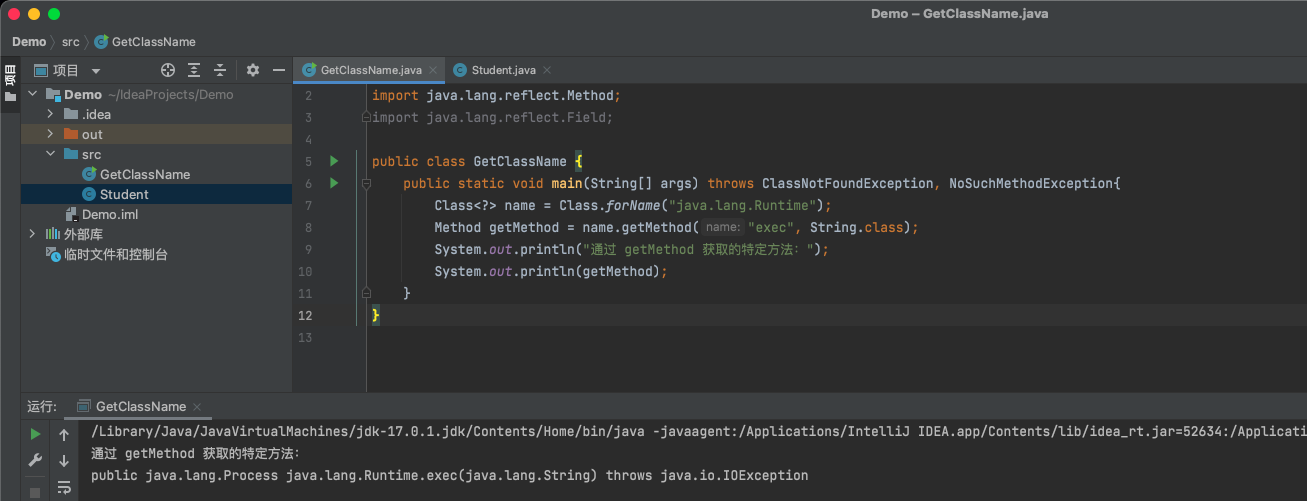 Demo – GetClassName.java
Demo 〉 src 〉 GetClassName
项目
项目
GetClassName.java ×
Student.java ×
Demo ~/IdeaProjects/Demo
.idea
out
src
GetClassName
Student
Demo.iml
外部库
临时文件和控制台
2 import java.lang.reflect.Method;
3 import java.lang.reflect.Field;
4
5 public class GetClassName {
6 public static void main(String[] args) throws ClassNotFoundException, NoSuchMethodException{
7 Class<?> name = Class.forName("java.lang.Runtime");
8 Method getMethod = name.getMethod( name: "exec", String.class);
9 System.out.println("通过 getMethod 获取的特定方法：");
10 System.out.println(getMethod);
11 }
12 }
13
运行: GetClassName ×
/Library/Java/JavaVirtualMachines/jdk-17.0.1.jdk/Contents/Home/bin/java -javaagent:/Applications/IntelliJ IDEA.app/Contents/lib/idea_rt.jar=52634:/Applicati
通过 getMethod 获取的特定方法：
public java.lang.Process java.lang.Runtime.exec(java.lang.String) throws java.io.IOException